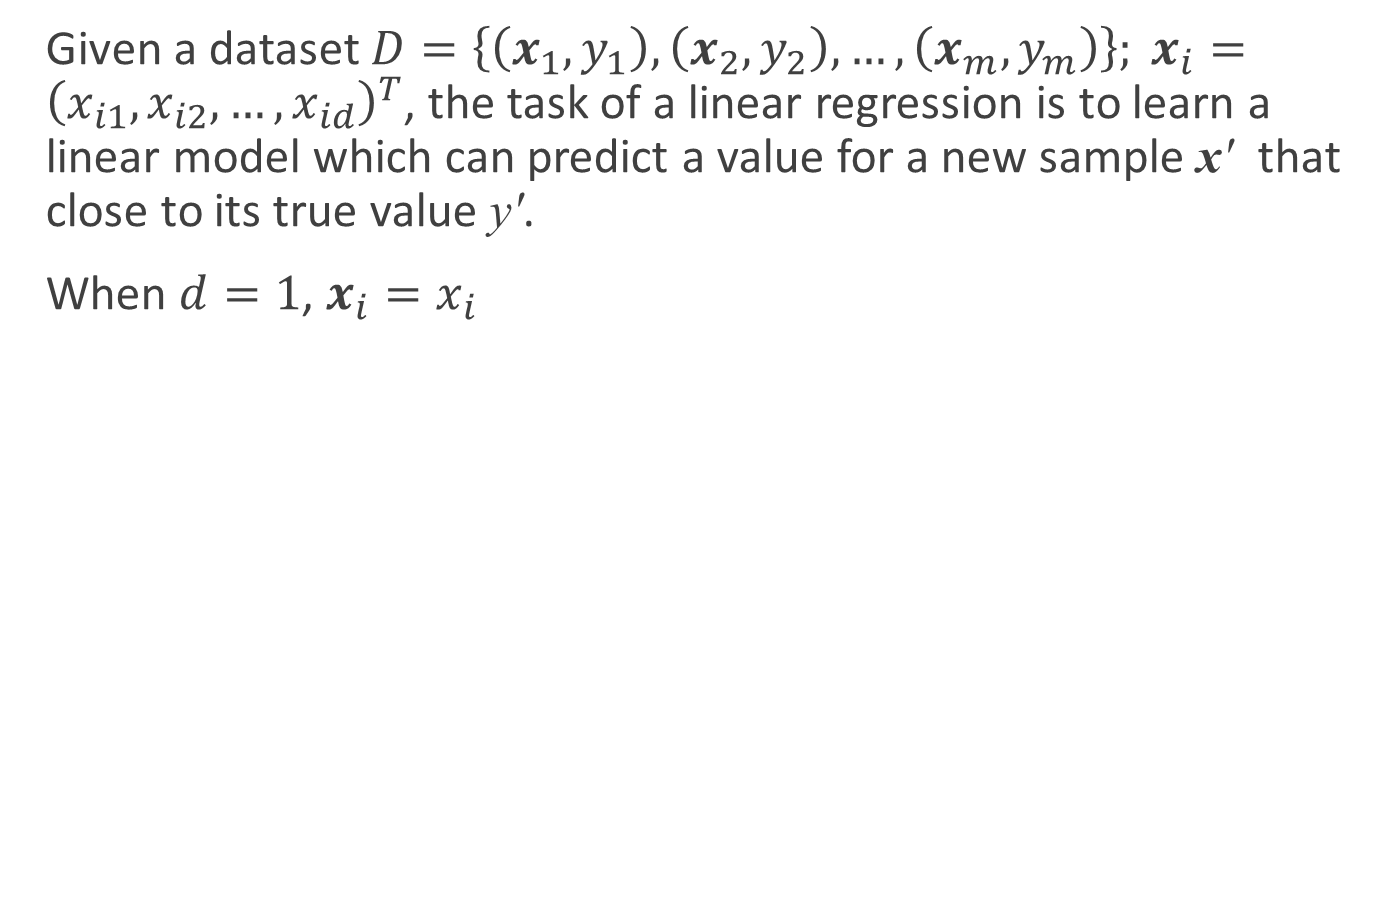 Given a dataset 𝐷 = {(𝒙₁, 𝑦₁), (𝒙₂, 𝑦₂), … , (𝒙ₘ, 𝑦ₘ)}; 𝒙ᵢ =
(𝑥ᵢ₁, 𝑥ᵢ₂, … , 𝑥ᵢd)ᵀ, the task of a linear regression is to learn a
linear model which can predict a value for a new sample 𝒙′ that
close to its true value 𝑦′.
When 𝑑 = 1, 𝒙ᵢ = 𝑥ᵢ